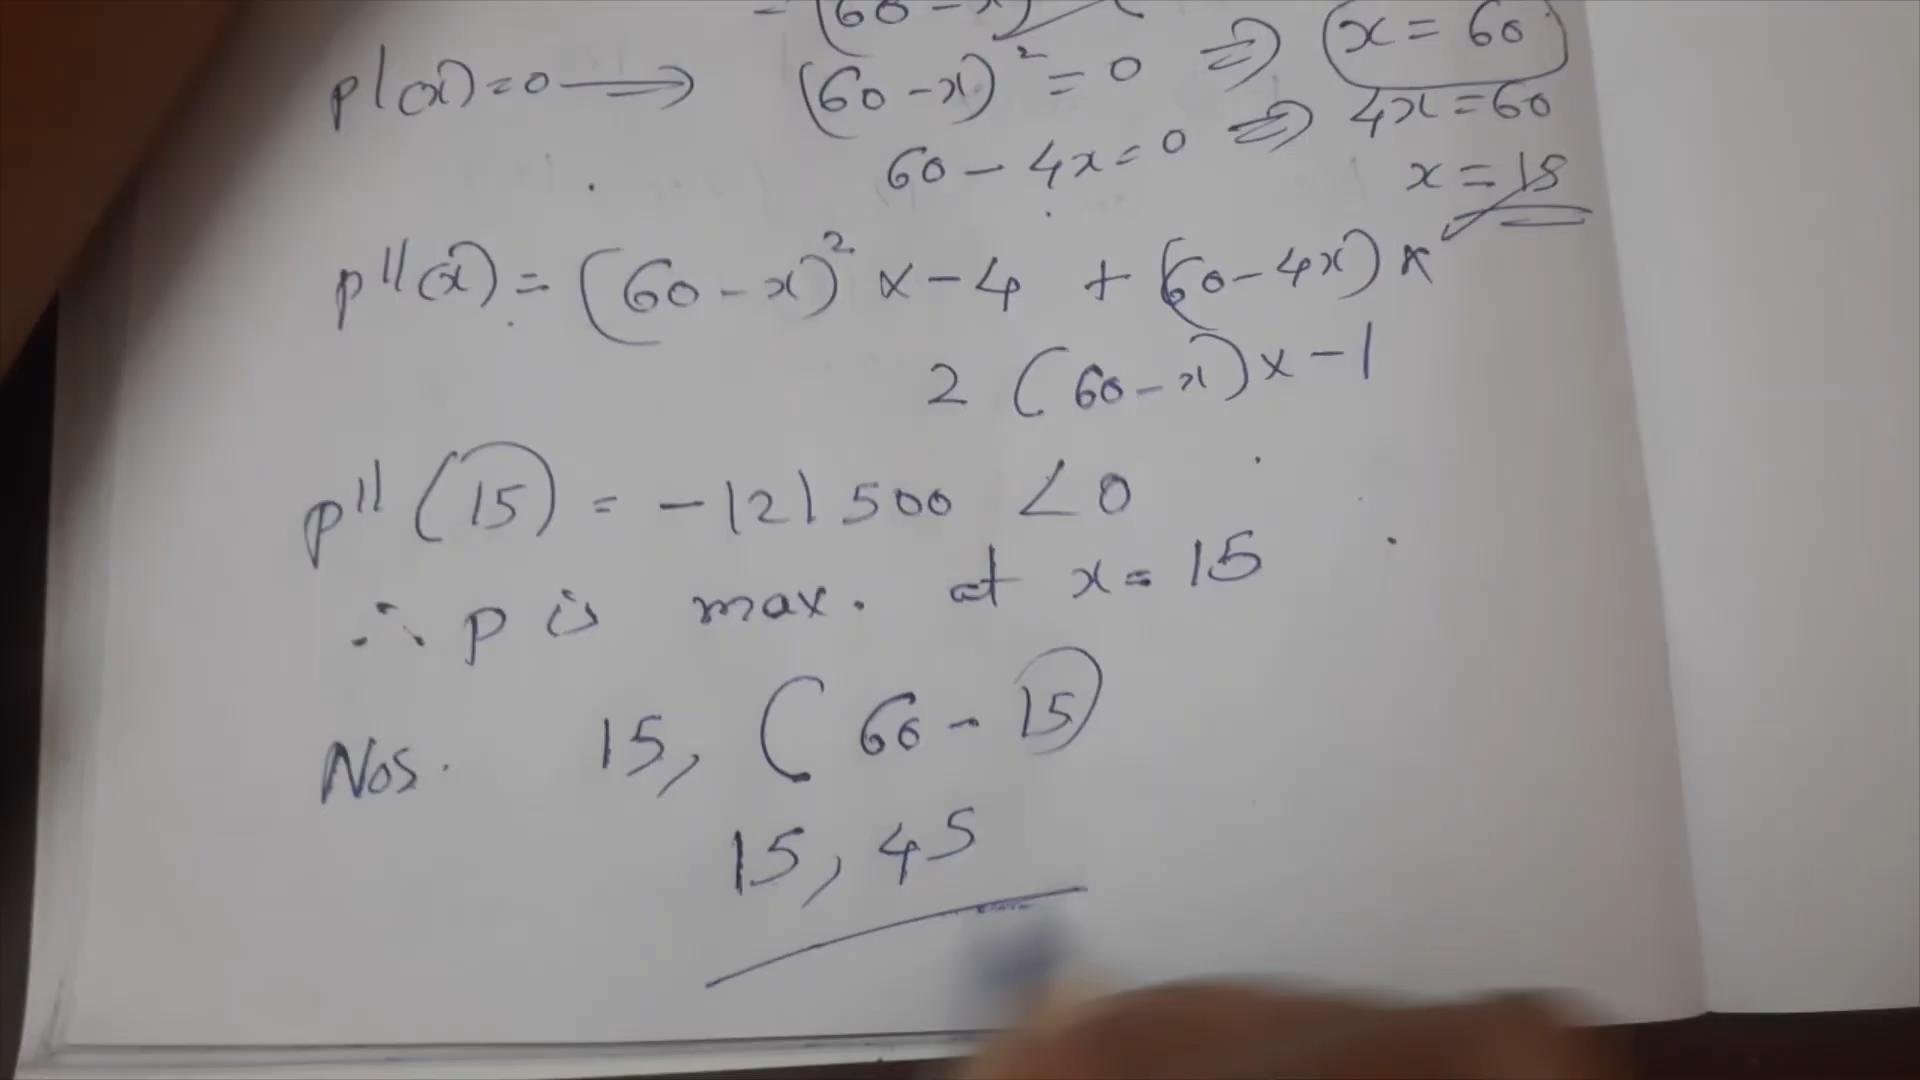 = (60 - x)
p'(x) = 0 ⟶ (60 - x)² = 0 ⇒ x = 60
60 - 4x = 0 ⇒ 4x = 60
x = 15
p''(x) = (60 - x)² x - 4 + (60 - 4x) x
2 (60 - x) x - 1
p'' (15) = - 121500 < 0
∴ p is max. at x = 15
Nos. 15, (60 - 15)
15, 45